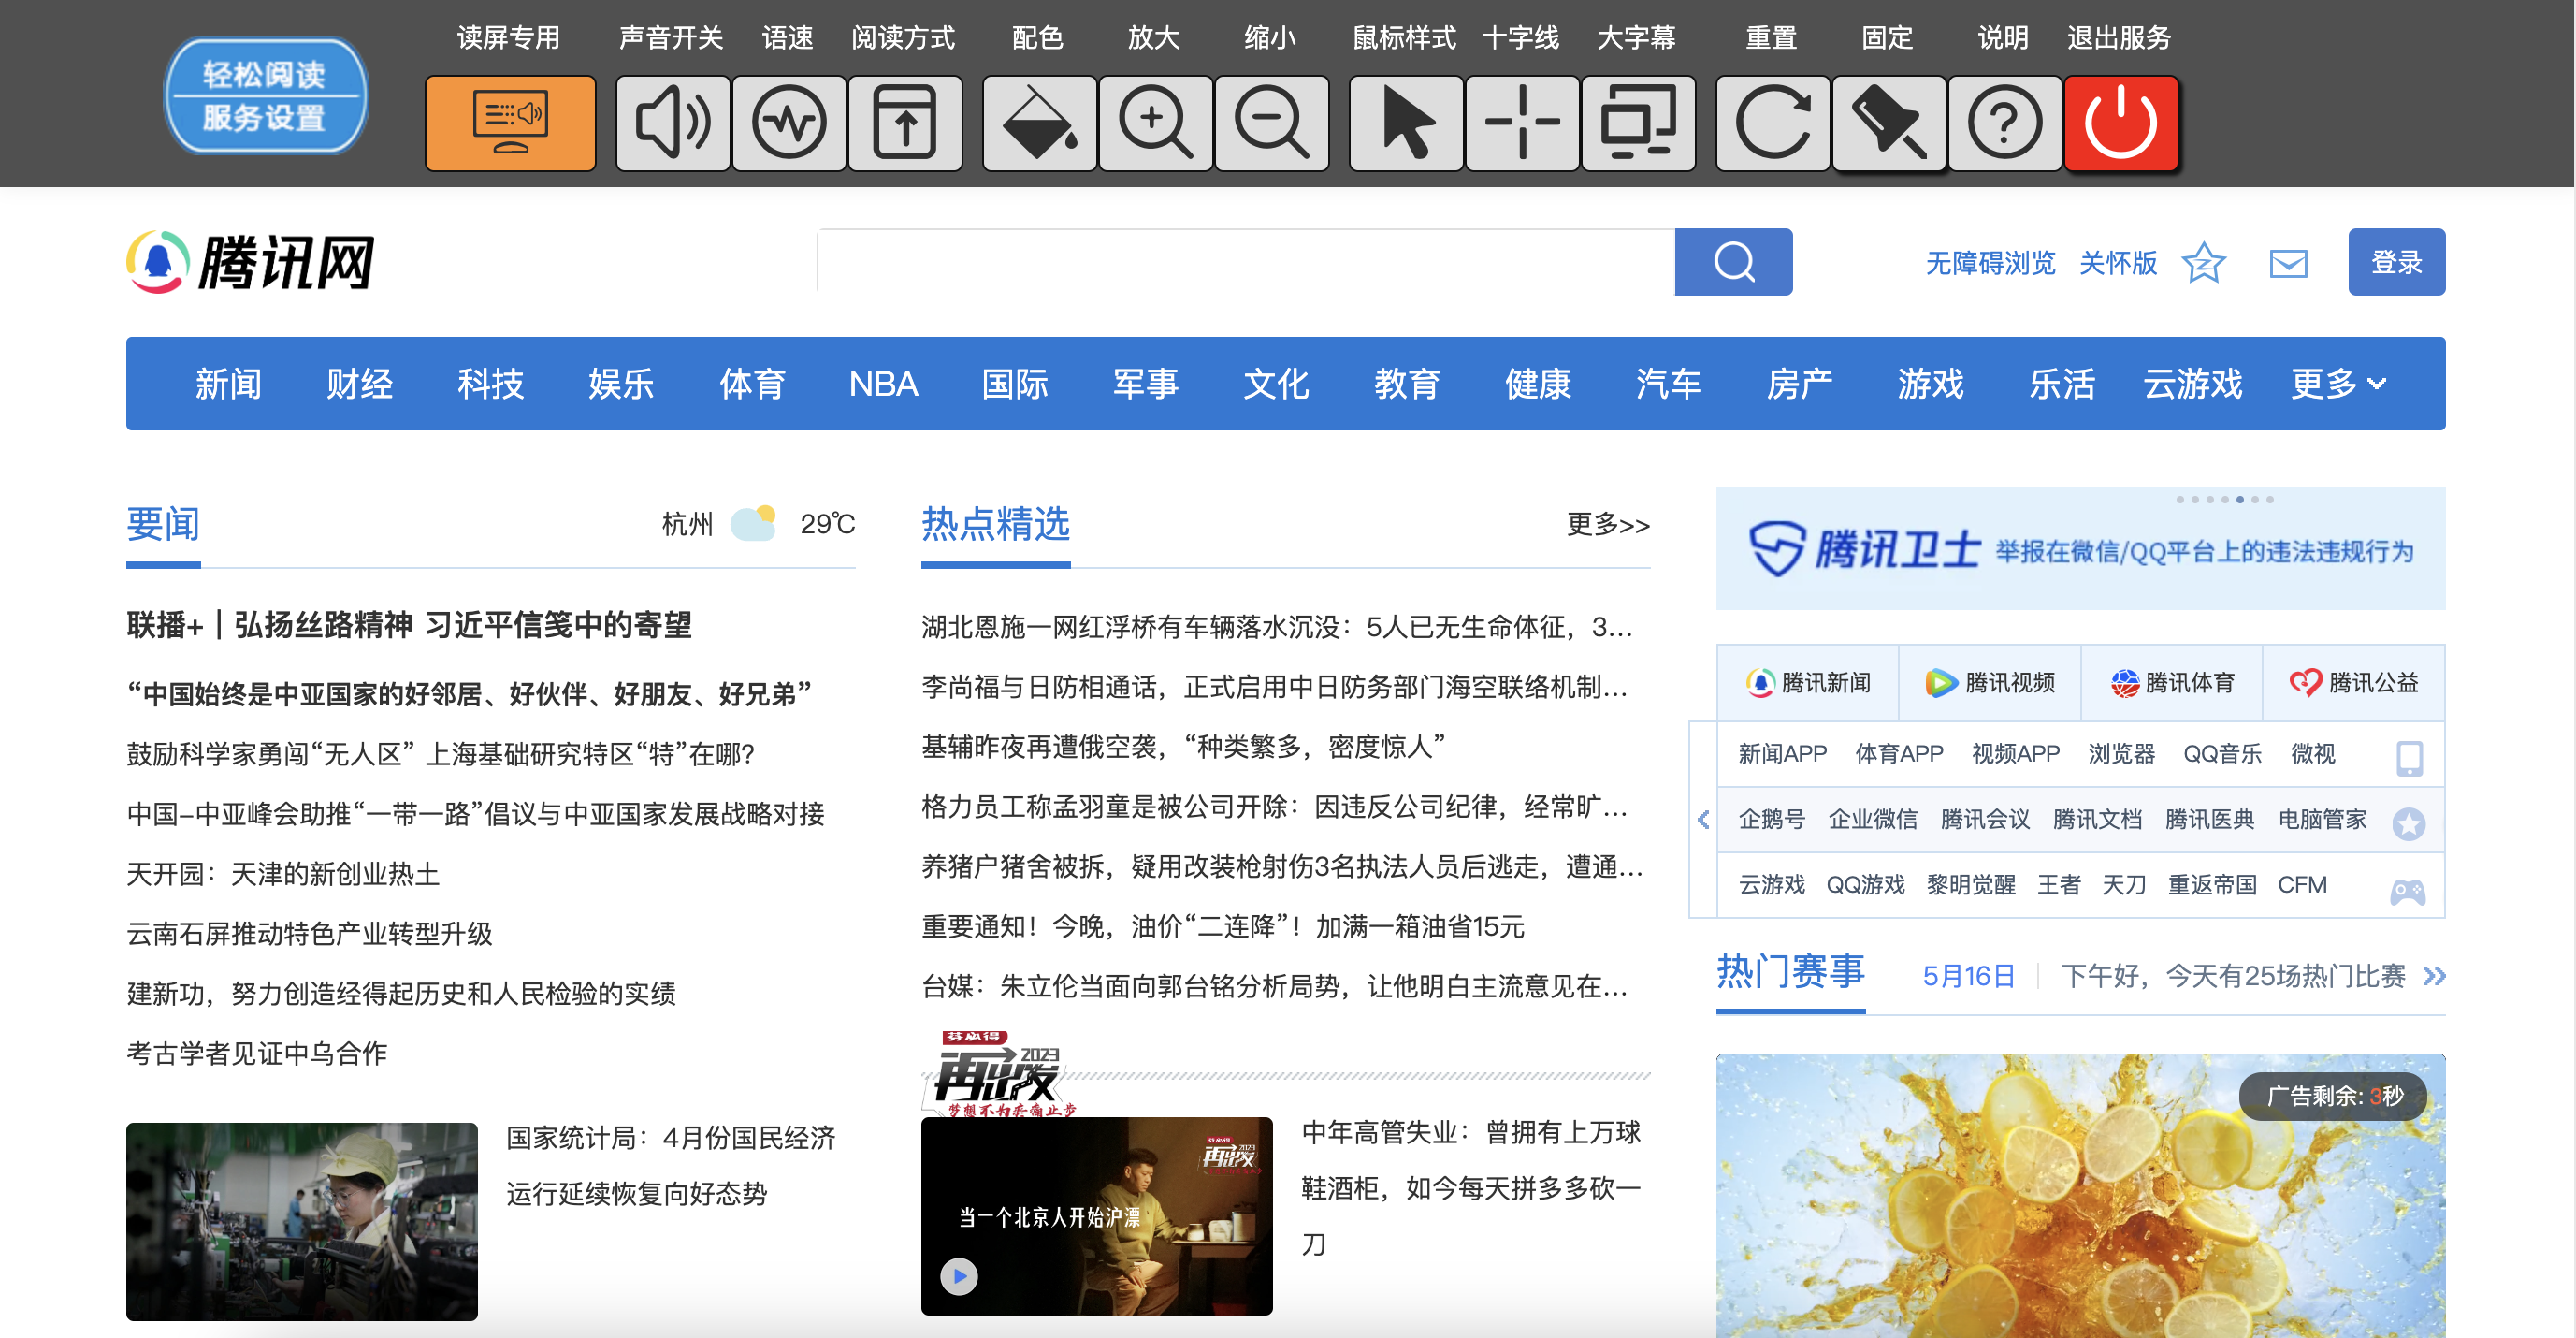 读屏专用 声音开关 语速 阅读方式 配色 放大 缩小 鼠标样式 十字线 大字幕 重置 固定 说明 退出服务
轻松阅读
服务设置
腾讯网
无障碍浏览 关怀版 登录
新闻 财经 科技 娱乐 体育 NBA 国际 军事 文化 教育 健康 汽车 房产 游戏 乐活 云游戏 更多
要闻 杭州 29℃
联播+｜弘扬丝路精神 习近平信笺中的寄望
“中国始终是中亚国家的好邻居、好伙伴、好朋友、好兄弟”
鼓励科学家勇闯“无人区” 上海基础研究特区“特”在哪？
中国–中亚峰会助推“一带一路”倡议与中亚国家发展战略对接
天开园：天津的新创业热土
云南石屏推动特色产业转型升级
建新功，努力创造经得起历史和人民检验的实绩
考古学者见证中乌合作
国家统计局：4月份国民经济
运行延续恢复向好态势
热点精选 更多>>
湖北恩施一网红浮桥有车辆落水沉没：5人已无生命体征，3...
李尚福与日防相通话，正式启用中日防务部门海空联络机制...
基辅昨夜再遭俄空袭，“种类繁多，密度惊人”
格力员工称孟羽童是被公司开除：因违反公司纪律，经常旷...
养猪户猪舍被拆，疑用改装枪射伤3名执法人员后逃走，遭通...
重要通知！今晚，油价“二连降”！加满一箱油省15元
台媒：朱立伦当面向郭台铭分析局势，让他明白主流意见在...
再出发 2023
梦想不为疼痛止步
再出发 2023
当一个北京人开始沪漂
中年高管失业：曾拥有上万球
鞋酒柜，如今每天拼多多砍一
刀
腾讯卫士 举报在微信/QQ平台上的违法违规行为
腾讯新闻 腾讯视频 腾讯体育 腾讯公益
新闻APP 体育APP 视频APP 浏览器 QQ音乐 微视
企鹅号 企业微信 腾讯会议 腾讯文档 腾讯医典 电脑管家
云游戏 QQ游戏 黎明觉醒 王者 天刀 重返帝国 CFM
热门赛事 5月16日 下午好，今天有25场热门比赛
广告剩余: 3秒